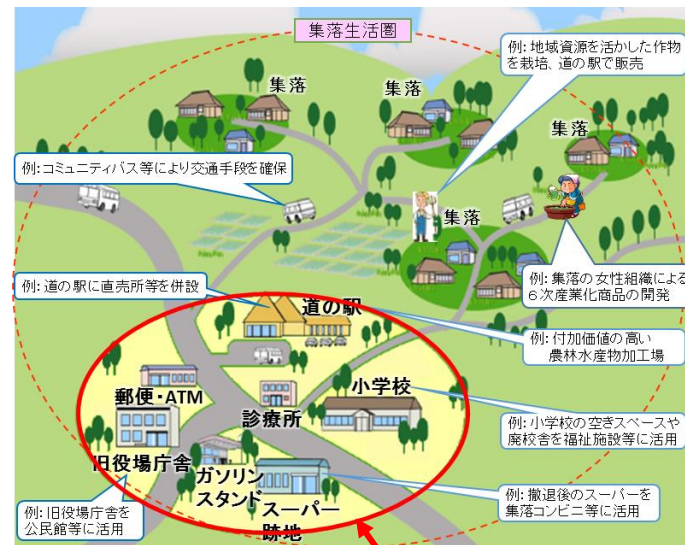 集落生活圏
例：地域資源を活かした作物
を栽培、道の駅で販売
集落
集落
集落
例：コミュニティバス等により交通手段を確保
集落
例：集落の女性組織による
６次産業化商品の開発
例：道の駅に直売所等を併設
道の駅
例：付加価値の高い
農林水産物加工場
郵便・ATM
診療所
小学校
例：小学校の空きスペースや
廃校舎を福祉施設等に活用
旧役場庁舎
ガソリン
スタンド
スーパー
跡地
例：撤退後のスーパーを
集落コンビニ等に活用
例：旧役場庁舎を
公民館等に活用